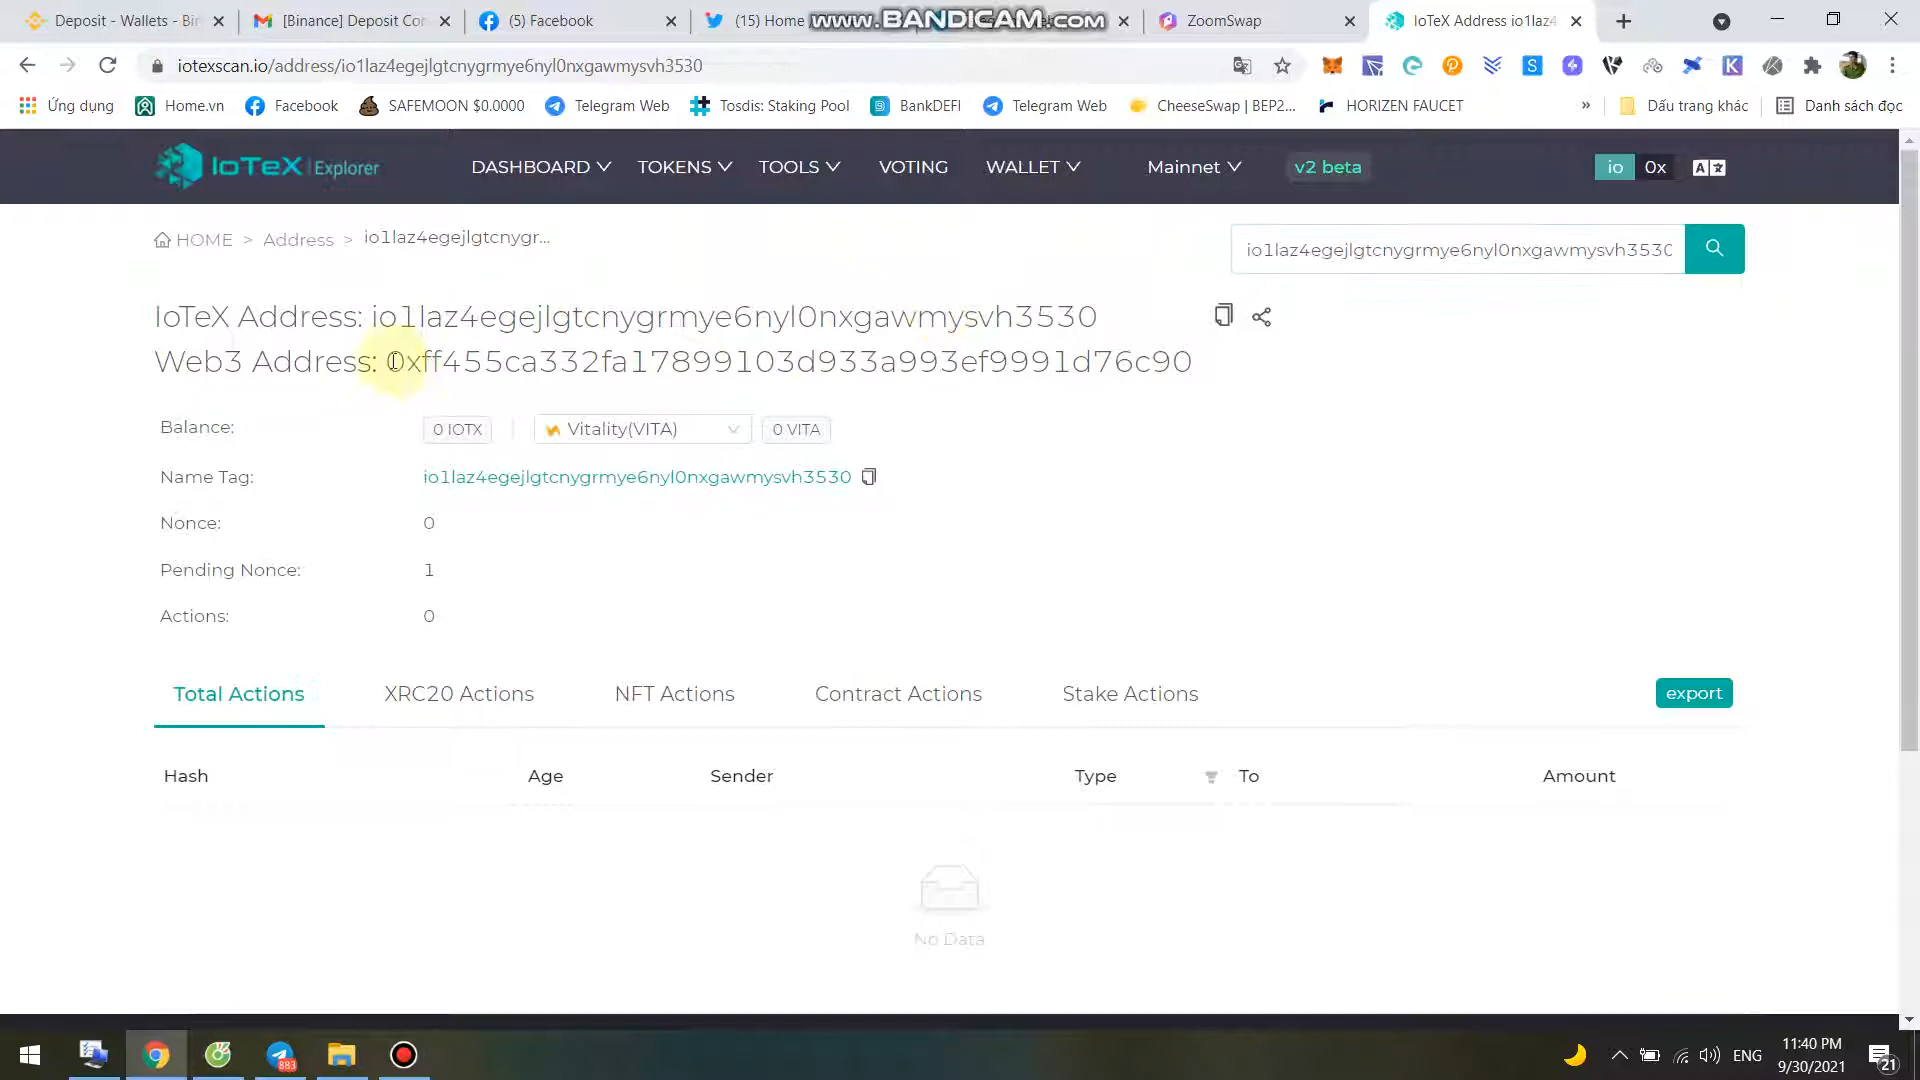 Deposit - Wallets - Bin
[Binance] Deposit Con
(5) Facebook
(15) Home
www.BANDICAM.com
ZoomSwap
IoTeX Address io1laz4
iotexscan.io/address/io1laz4egejlgtcnygrmye6nyl0nxgawmysvh3530
Ứng dụng
Home.vn
Facebook
SAFEMOON $0.0000
Telegram Web
Tosdis: Staking Pool
BankDEFI
Telegram Web
CheeseSwap | BEP2...
HORIZEN FAUCET
»
Dấu trang khác
Danh sách đọc
IoTeX | Explorer
DASHBOARD
TOKENS
TOOLS
VOTING
WALLET
Mainnet
v2 beta
io
0x
HOME > Address > io1laz4egejlgtcnygr...
io1laz4egejlgtcnygrmye6nyl0nxgawmysvh3530
IoTeX Address: io1laz4egejlgtcnygrmye6nyl0nxgawmysvh3530
Web3 Address: 0xff455ca332fa17899103d933a993ef9991d76c90
Balance:
0 IOTX
Vitality(VITA)
0 VITA
Name Tag:
io1laz4egejlgtcnygrmye6nyl0nxgawmysvh3530
Nonce:
0
Pending Nonce:
1
Actions:
0
Total Actions
XRC20 Actions
NFT Actions
Contract Actions
Stake Actions
export
Hash
Age
Sender
Type
To
Amount
No Data
883
ENG
11:40 PM
9/30/2021
21